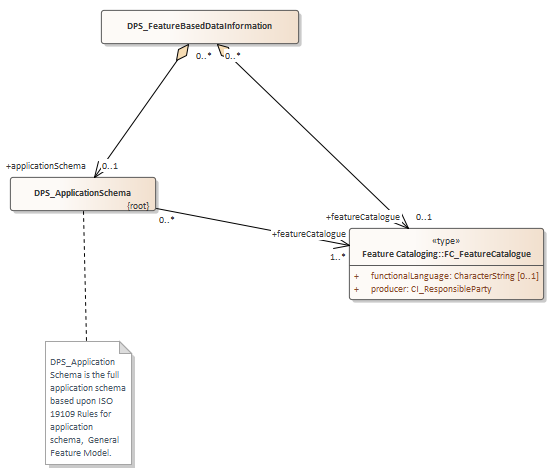 DPS_FeatureBasedDataInformation
0..*
0..*
+applicationSchema
0..1
DPS_ApplicationSchema
{root}
0..*
+featureCatalogue
0..1
+featureCatalogue
1..*
«type»
Feature Cataloging::FC_FeatureCatalogue
+ functionalLanguage: CharacterString [0..1]
+ producer: CI_ResponsibleParty
DPS_Application
Schema is the full
application schema
based upon ISO
19109 Rules for
application
schema, General
Feature Model.